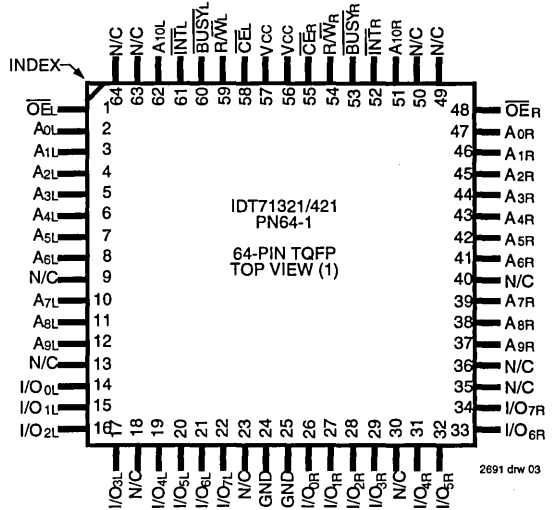 N/C
N/C
A10L
INTL
BUSYL
R/WL
CEL
VCC
VCC
CER
R/WR
BUSYR
INTR
A10R
N/C
N/C
INDEX
64 63 62 61 60 59 58 57 56 55 54 53 52 51 50 49
OEL 1 48 OER
A0L 2 47 A0R
A1L 3 46 A1R
A2L 4 45 A2R
A3L 5 44 A3R
A4L 6 43 A4R
A5L 7 42 A5R
A6L 8 41 A6R
N/C 9 40 N/C
A7L 10 39 A7R
A8L 11 38 A8R
A9L 12 37 A9R
N/C 13 36 N/C
I/O0L 14 35 N/C
I/O1L 15 34 I/O7R
I/O2L 16 33 I/O6R
IDT71321/421
PN64-1
64-PIN TQFP
TOP VIEW (1)
17 18 19 20 21 22 23 24 25 26 27 28 29 30 31 32
I/O3L
N/C
I/O4L
I/O5L
I/O6L
I/O7L
N/C
GND
GND
I/O0R
I/O1R
I/O2R
I/O3R
N/C
I/O4R
I/O5R
2691 drw 03